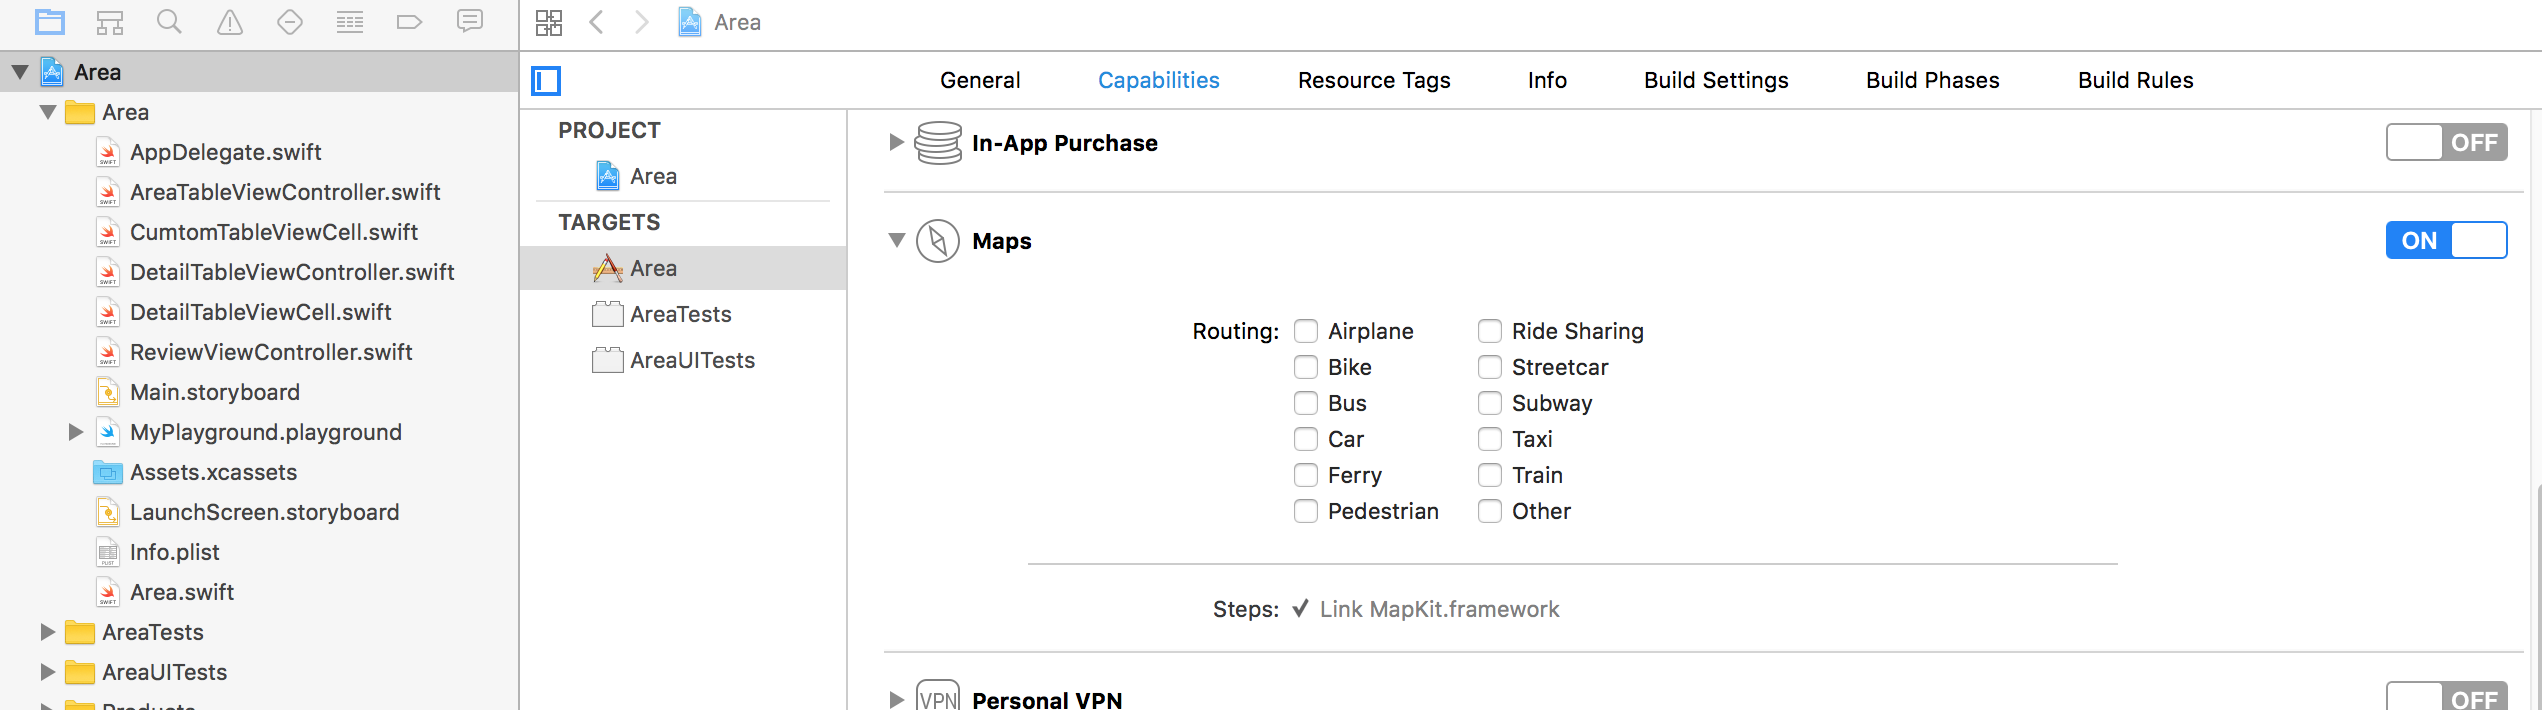 Area
Area
Area
AppDelegate.swift
AreaTableViewController.swift
CumtomTableViewCell.swift
DetailTableViewController.swift
DetailTableViewCell.swift
ReviewViewController.swift
Main.storyboard
MyPlayground.playground
Assets.xcassets
LaunchScreen.storyboard
Info.plist
Area.swift
AreaTests
AreaUITests
Products
General Capabilities Resource Tags Info Build Settings Build Phases Build Rules
PROJECT
Area
TARGETS
Area
AreaTests
AreaUITests
In-App Purchase OFF
Maps ON
Routing: Airplane Ride Sharing
Bike Streetcar
Bus Subway
Car Taxi
Ferry Train
Pedestrian Other
Steps: ✓ Link MapKit.framework
VPN Personal VPN OFF